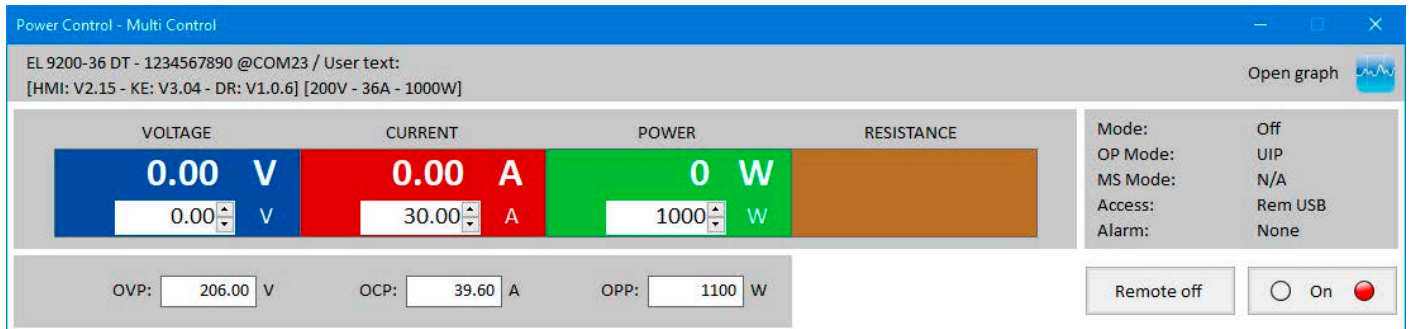 Power Control - Multi Control
EL 9200-36 DT - 1234567890 @COM23 / User text:
[HMI: V2.15 - KE: V3.04 - DR: V1.0.6] [200V - 36A - 1000W]
Open graph
VOLTAGE CURRENT POWER RESISTANCE
0.00 V 0.00 A 0 W
0.00 V 30.00 A 1000 W
Mode: Off
OP Mode: UIP
MS Mode: N/A
Access: Rem USB
Alarm: None
OVP: 206.00 V OCP: 39.60 A OPP: 1100 W
Remote off On